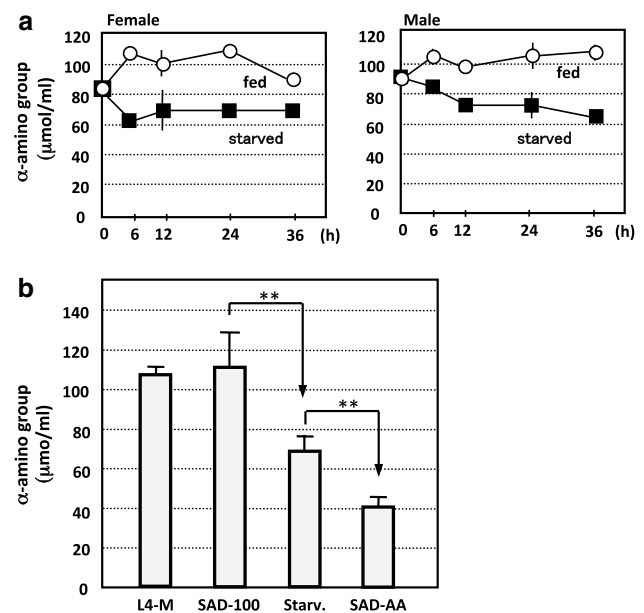 a
Female
Male
120
100
80
60
40
20
0
α-amino group
(μmol/ml)
fed
starved
0 6 12 24 36 (h)
120
100
80
60
40
20
0
fed
starved
0 6 12 24 36 (h)
b
140
120
100
80
60
40
20
0
α-amino group
(μmo/ml)
**
**
L4-M SAD-100 Starv. SAD-AA